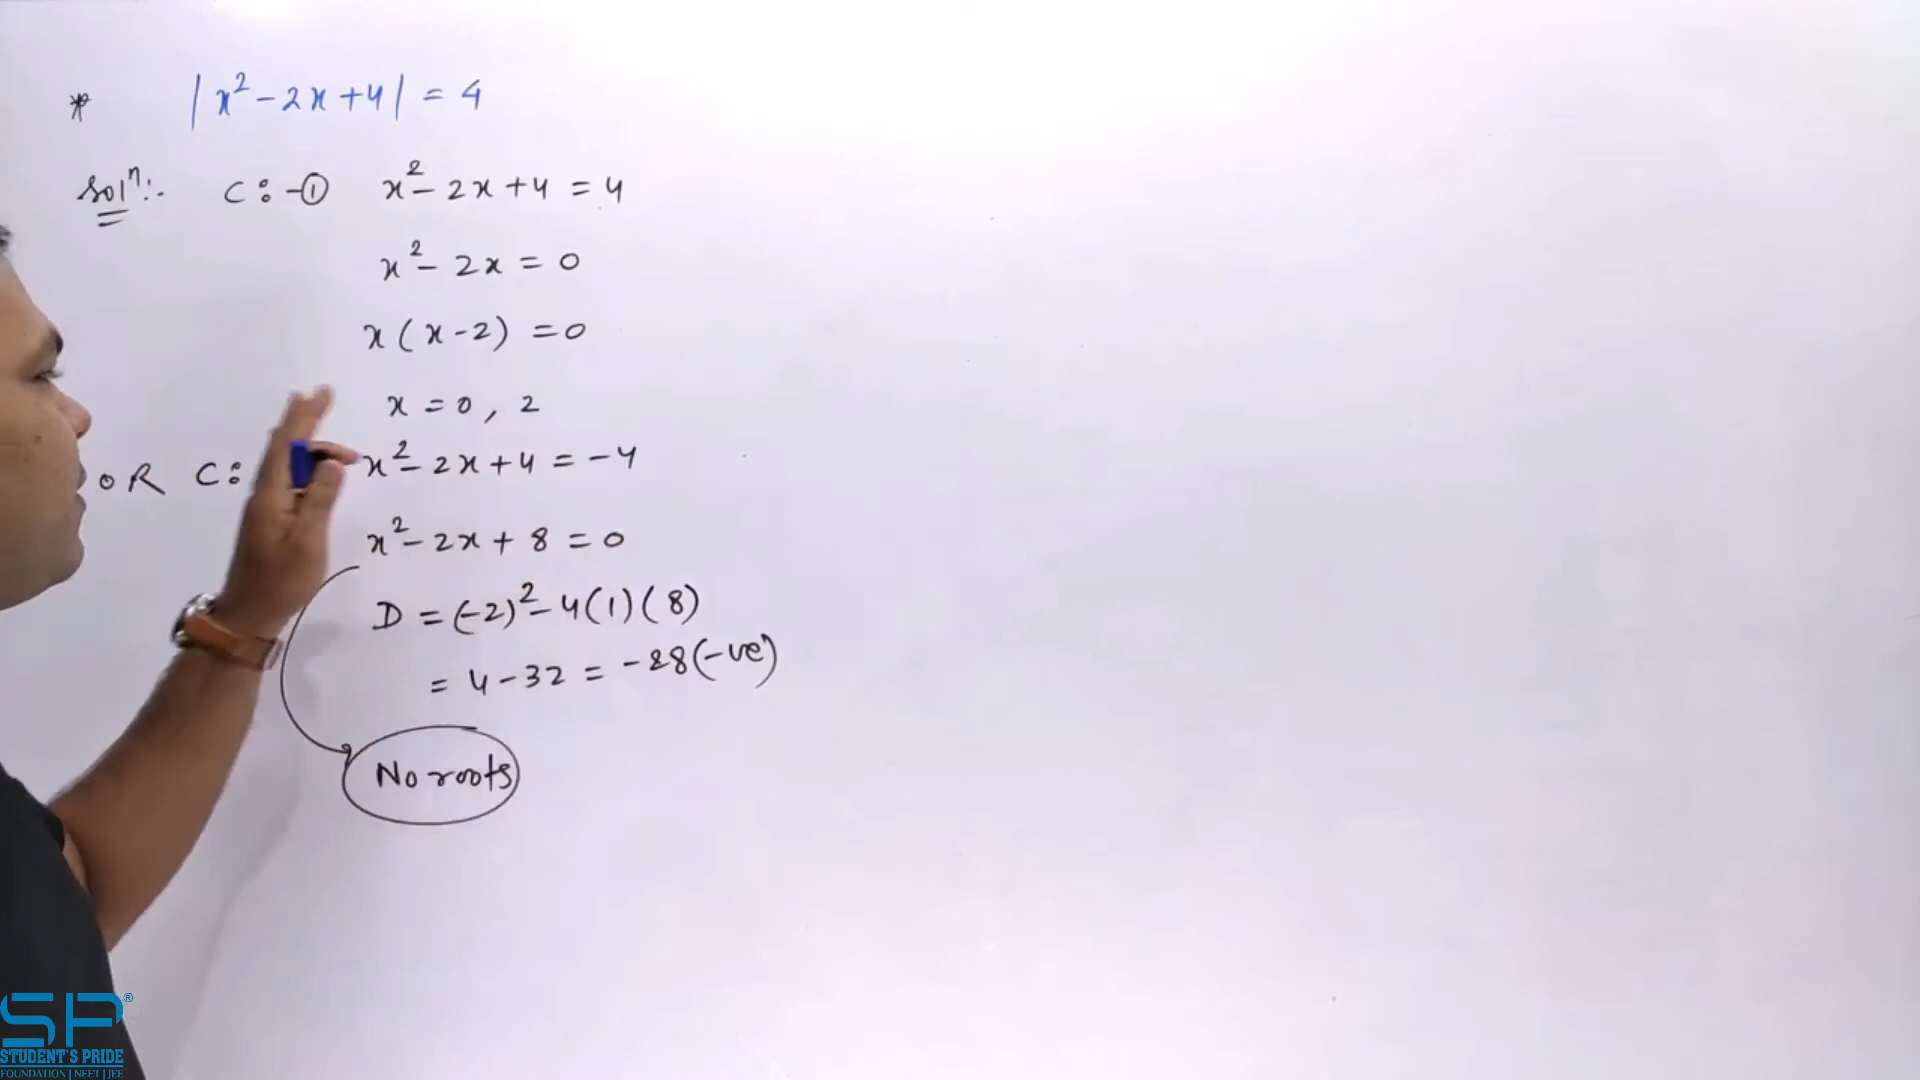 * |x²-2x+4| = 4
Solⁿ:- C:-① x²-2x+4 = 4
x²-2x = 0
x(x-2) = 0
x = 0, 2
OR C: x²-2x+4 = -4
x²-2x+8 = 0
D = (-2)²-4(1)(8)
= 4-32 = -28(-ve)
No roots
SP®
STUDENT'S PRIDE
FOUNDATION | NEET | JEE